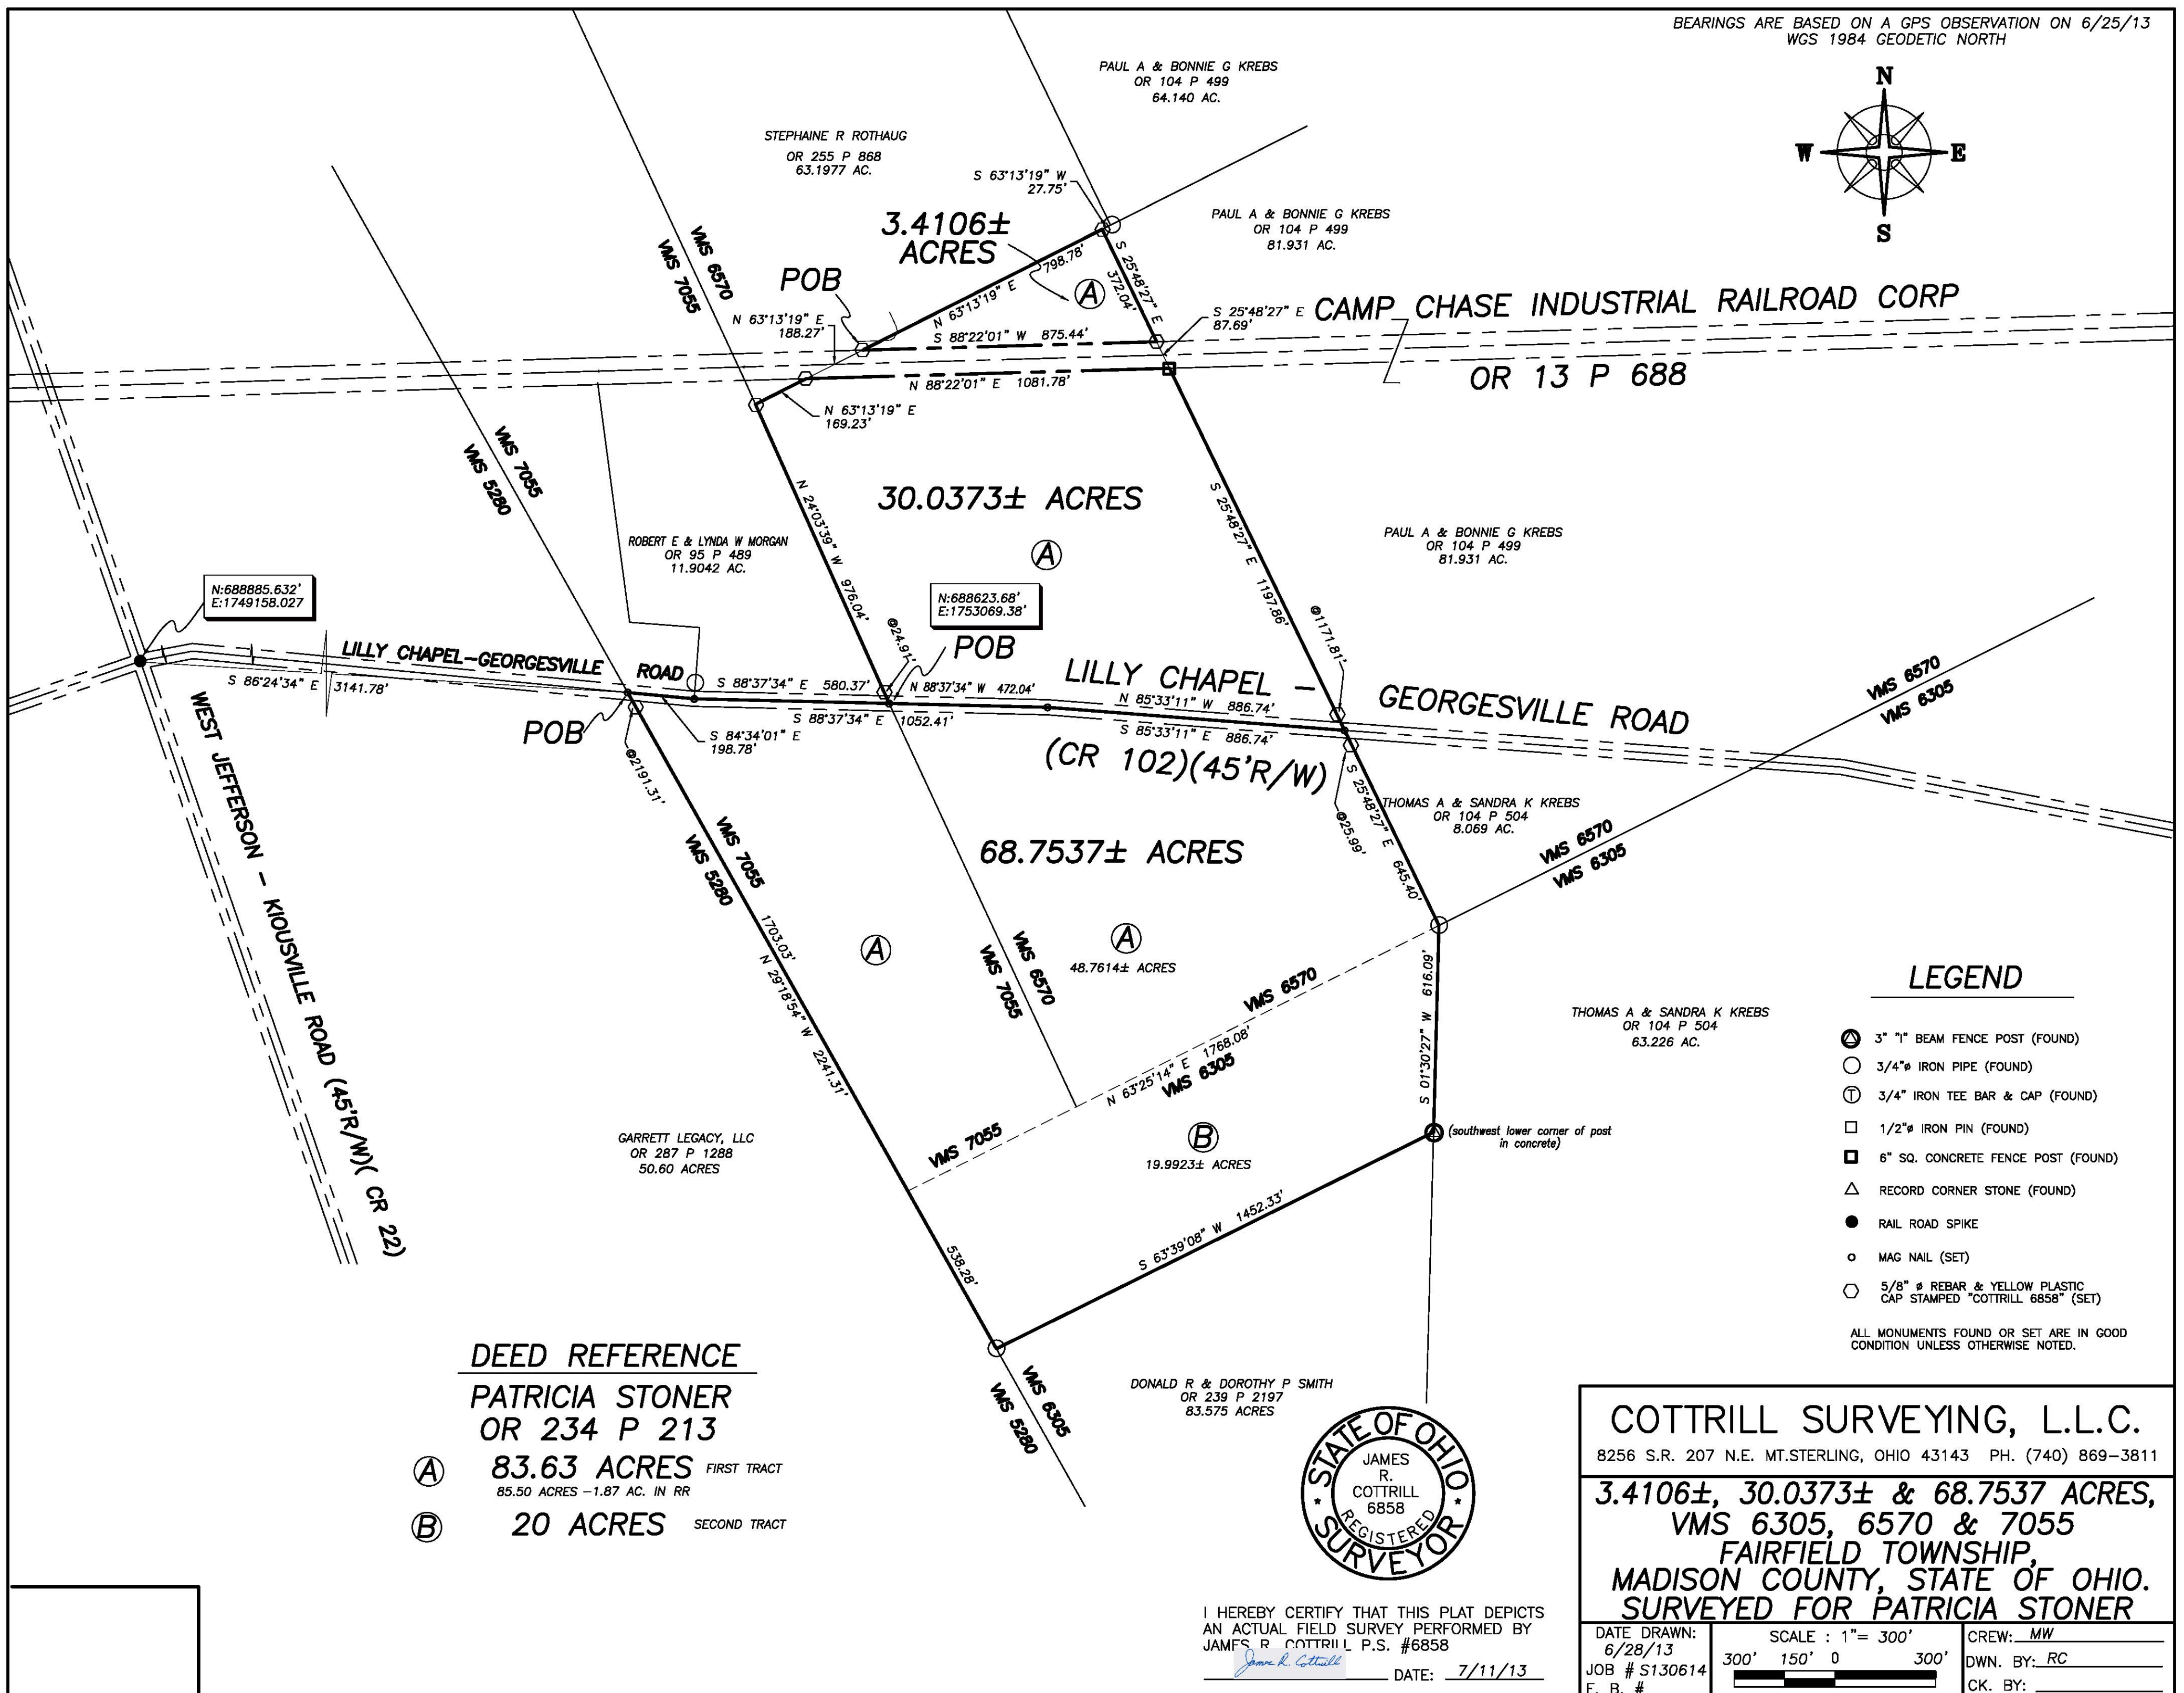 BEARINGS ARE BASED ON A GPS OBSERVATION ON 6/25/13
WGS 1984 GEODETIC NORTH
N
W
E
S
PAUL A & BONNIE G KREBS
OR 104 P 499
64.140 AC.
STEPHAINE R ROTHAUG
OR 255 P 868
63.1977 AC.
S 63°13'19" W
27.75'
3.4106±
ACRES
PAUL A & BONNIE G KREBS
OR 104 P 499
81.931 AC.
VMS 6570
VMS 7055
POB
N 63°13'19" E
798.78'
A
S 25°48'27" E
372.04'
N 63°13'19" E
188.27'
S 88°22'01" W 875.44'
S 25°48'27" E
87.69'
CAMP CHASE INDUSTRIAL RAILROAD CORP
OR 13 P 688
N 88°22'01" E 1081.78'
N 63°13'19" E
169.23'
VMS 7055
VMS 5280
N 24°03'39" W 976.04'
30.0373± ACRES
A
S 25°48'27" E 1197.86'
ROBERT E & LYNDA W MORGAN
OR 95 P 489
11.9042 AC.
PAUL A & BONNIE G KREBS
OR 104 P 499
81.931 AC.
N:688885.632'
E:1749158.027
N:688623.68'
E:1753069.38'
POB
@24.91'
@1171.81'
LILLY CHAPEL-GEORGESVILLE ROAD
S 86°24'34" E 3141.78'
S 88°37'34" E 580.37'
N 88°37'34" W 472.04'
LILLY CHAPEL - GEORGESVILLE ROAD
N 85°33'11" W 886.74'
S 88°37'34" E 1052.41'
S 85°33'11" E 886.74'
(CR 102)(45'R/W)
POB
S 84°34'01" E
198.78'
@2191.31'
VMS 6570
VMS 6305
WEST JEFFERSON - KIOUSVILLE ROAD (45'R/W)( CR 22)
S 25°48'27" E 645.40'
@25.99'
THOMAS A & SANDRA K KREBS
OR 104 P 504
8.069 AC.
VMS 7055
VMS 5280
68.7537± ACRES
VMS 6570
VMS 6305
1703.03'
N 29°18'54" W 2241.31'
A
A
48.7614± ACRES
VMS 6570
VMS 7055
VMS 6570
N 63°25'14" E 1768.08'
VMS 6305
S 01°30'27" W 616.09'
THOMAS A & SANDRA K KREBS
OR 104 P 504
63.226 AC.
VMS 7055
B
19.9923± ACRES
(southwest lower corner of post
in concrete)
GARRETT LEGACY, LLC
OR 287 P 1288
50.60 ACRES
538.28'
S 63°39'08" W 1452.33'
VMS 6305
VMS 5280
DONALD R & DOROTHY P SMITH
OR 239 P 2197
83.575 ACRES
LEGEND
3" "I" BEAM FENCE POST (FOUND)
3/4"ø IRON PIPE (FOUND)
T 3/4" IRON TEE BAR & CAP (FOUND)
1/2"ø IRON PIN (FOUND)
6" SQ. CONCRETE FENCE POST (FOUND)
RECORD CORNER STONE (FOUND)
RAIL ROAD SPIKE
MAG NAIL (SET)
5/8" ø REBAR & YELLOW PLASTIC
CAP STAMPED "COTTRILL 6858" (SET)
ALL MONUMENTS FOUND OR SET ARE IN GOOD
CONDITION UNLESS OTHERWISE NOTED.
DEED REFERENCE
PATRICIA STONER
OR 234 P 213
A 83.63 ACRES FIRST TRACT
85.50 ACRES -1.87 AC. IN RR
B 20 ACRES SECOND TRACT
STATE OF OHIO
JAMES
R.
COTTRILL
6858
REGISTERED
SURVEYOR
I HEREBY CERTIFY THAT THIS PLAT DEPICTS
AN ACTUAL FIELD SURVEY PERFORMED BY
JAMES R. COTTRILL P.S. #6858
James R. Cottrill
DATE: 7/11/13
COTTRILL SURVEYING, L.L.C.
8256 S.R. 207 N.E. MT.STERLING, OHIO 43143 PH. (740) 869-3811
3.4106±, 30.0373± & 68.7537 ACRES,
VMS 6305, 6570 & 7055
FAIRFIELD TOWNSHIP,
MADISON COUNTY, STATE OF OHIO.
SURVEYED FOR PATRICIA STONER
DATE DRAWN:
6/28/13
JOB # S130614
F. B. #
SCALE : 1"= 300'
300' 150' 0 300'
CREW: MW
DWN. BY: RC
CK. BY: